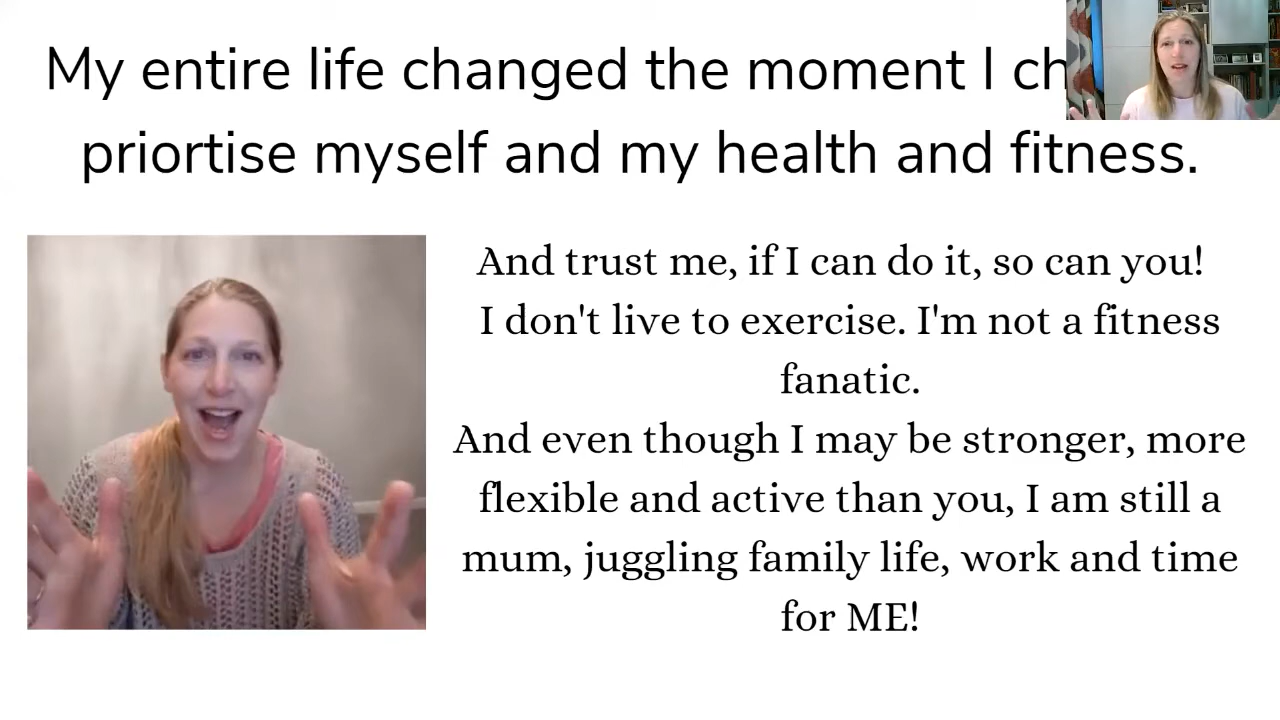 My entire life changed the moment I
priortise myself and my health and fitness.
And trust me, if I can do it, so can you!
I don't live to exercise. I'm not a fitness
fanatic.
And even though I may be stronger, more
flexible and active than you, I am still a
mum, juggling family life, work and time
for ME!